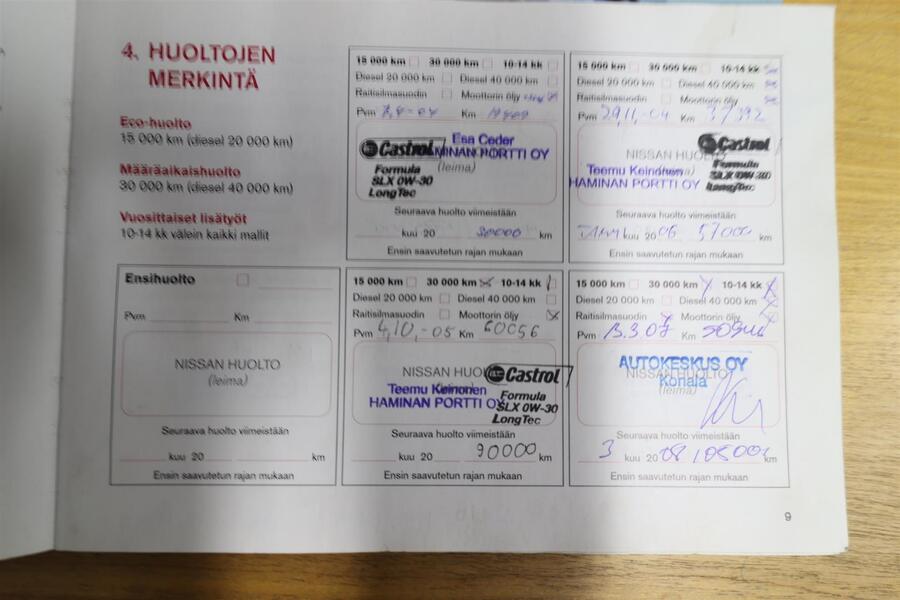 4. HUOLTOJEN
MERKINTÄ
Eco-huolto
15 000 km (diesel 20 000 km)
Määräaikaishuolto
30 000 km (diesel 40 000 km)
Vuosittaiset lisätyöt
10-14 kk välein kaikki mallit
15 000 km 30 000 km 10-14 kk
Diesel 20 000 km Diesel 40 000 km
Raitisilmasuodin Moottorin öljy
Pvm Km
Esa Ceder
Castrol HAMINAN PORTTI OY
(leima)
Formula
SLX 0W-30
LongTec
Seuraava huolto viimeistään
kuu 20 30000 km
Ensin saavutetun rajan mukaan
15 000 km 30 000 km 10-14 kk
Diesel 20 000 km Diesel 40 000 km
Raitisilmasuodin Moottorin öljy
Pvm 29,11,-04 Km 37392
Castrol
NISSAN HUOLTO
Formula
SLX 0W-30
LongTec
Teemu Keinonen
HAMINAN PORTTI OY
Seuraava huolto viimeistään
kuu 20 06 57000 km
Ensin saavutetun rajan mukaan
Ensihuolto
Pvm Km
NISSAN HUOLTO
(leima)
Seuraava huolto viimeistään
kuu 20 km
Ensin saavutetun rajan mukaan
15 000 km 30 000 km 10-14 kk
Diesel 20 000 km Diesel 40 000 km
Raitisilmasuodin Moottorin öljy
Pvm 4,10,-05 Km 60056
NISSAN HUOLTO
Castrol
Teemu Keinonen
HAMINAN PORTTI OY
Formula
SLX 0W-30
LongTec
Seuraava huolto viimeistään
kuu 20 90000 km
Ensin saavutetun rajan mukaan
15 000 km 30 000 km 10-14 kk
Diesel 20 000 km Diesel 40 000 km
Raitisilmasuodin Moottorin öljy
Pvm 13.3.07 Km
AUTOKESKUS OY
NISSAN HUOLTO
Konala
(leima)
Seuraava huolto viimeistään
3 kuu 20 08 105000 km
Ensin saavutetun rajan mukaan
9